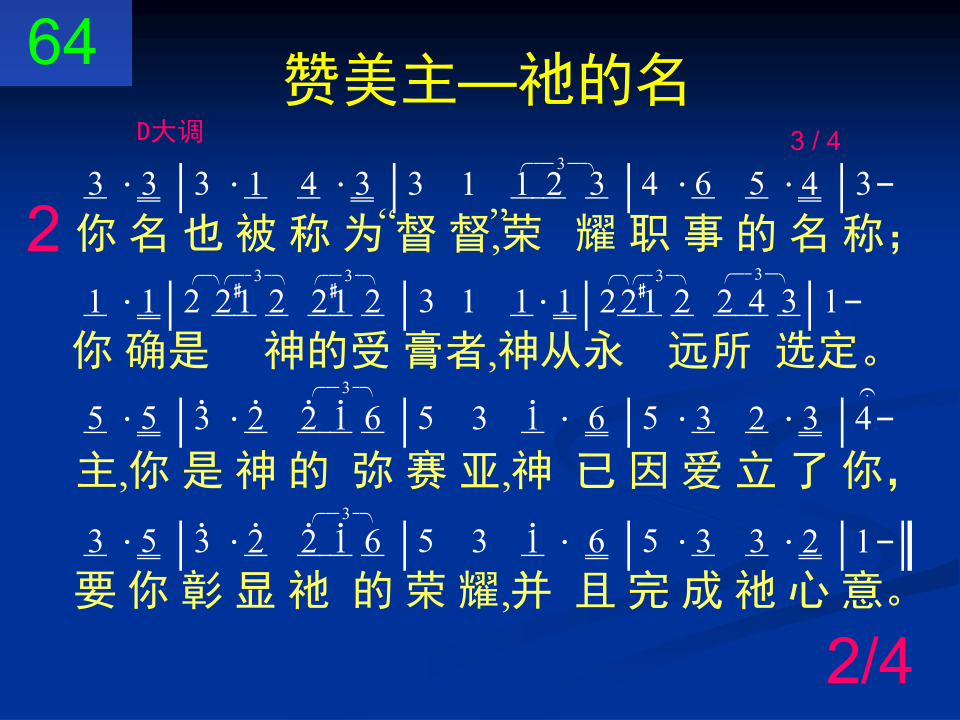 64
赞美主—祂的名
D大调
3 / 4
3 · 3 | 3 · 1 4 · 3 | 3 1 1 2 3 | 4 · 6 5 · 4 | 3 -
2 你名也被称为“督督”,荣 耀职事的名称；
1 · 1 | 2 2 #1 2 2 #1 2 | 3 1 1 · 1 | 2 2 #1 2 2 4 3 | 1 -
你确是 神的受膏者,神从永 远所 选定。
5 · 5 | 3̇ · 2̇ 2̇ 1̇ 6 | 5 3 1̇ · 6 | 5 · 3 2 · 3 | 4 -
主,你是神的 弥赛亚,神 已因爱立了你，
3 · 5 | 3̇ · 2̇ 2̇ 1̇ 6 | 5 3 1̇ · 6 | 5 · 3 3 · 2 | 1 - ‖
要你彰显祂 的荣耀,并 且完成祂心意。
2/4